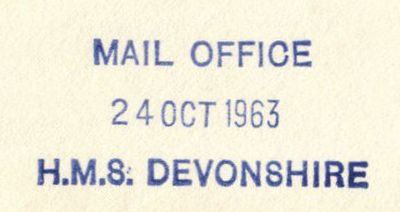 MAIL OFFICE
24 OCT 1963
H.M.S. DEVONSHIRE